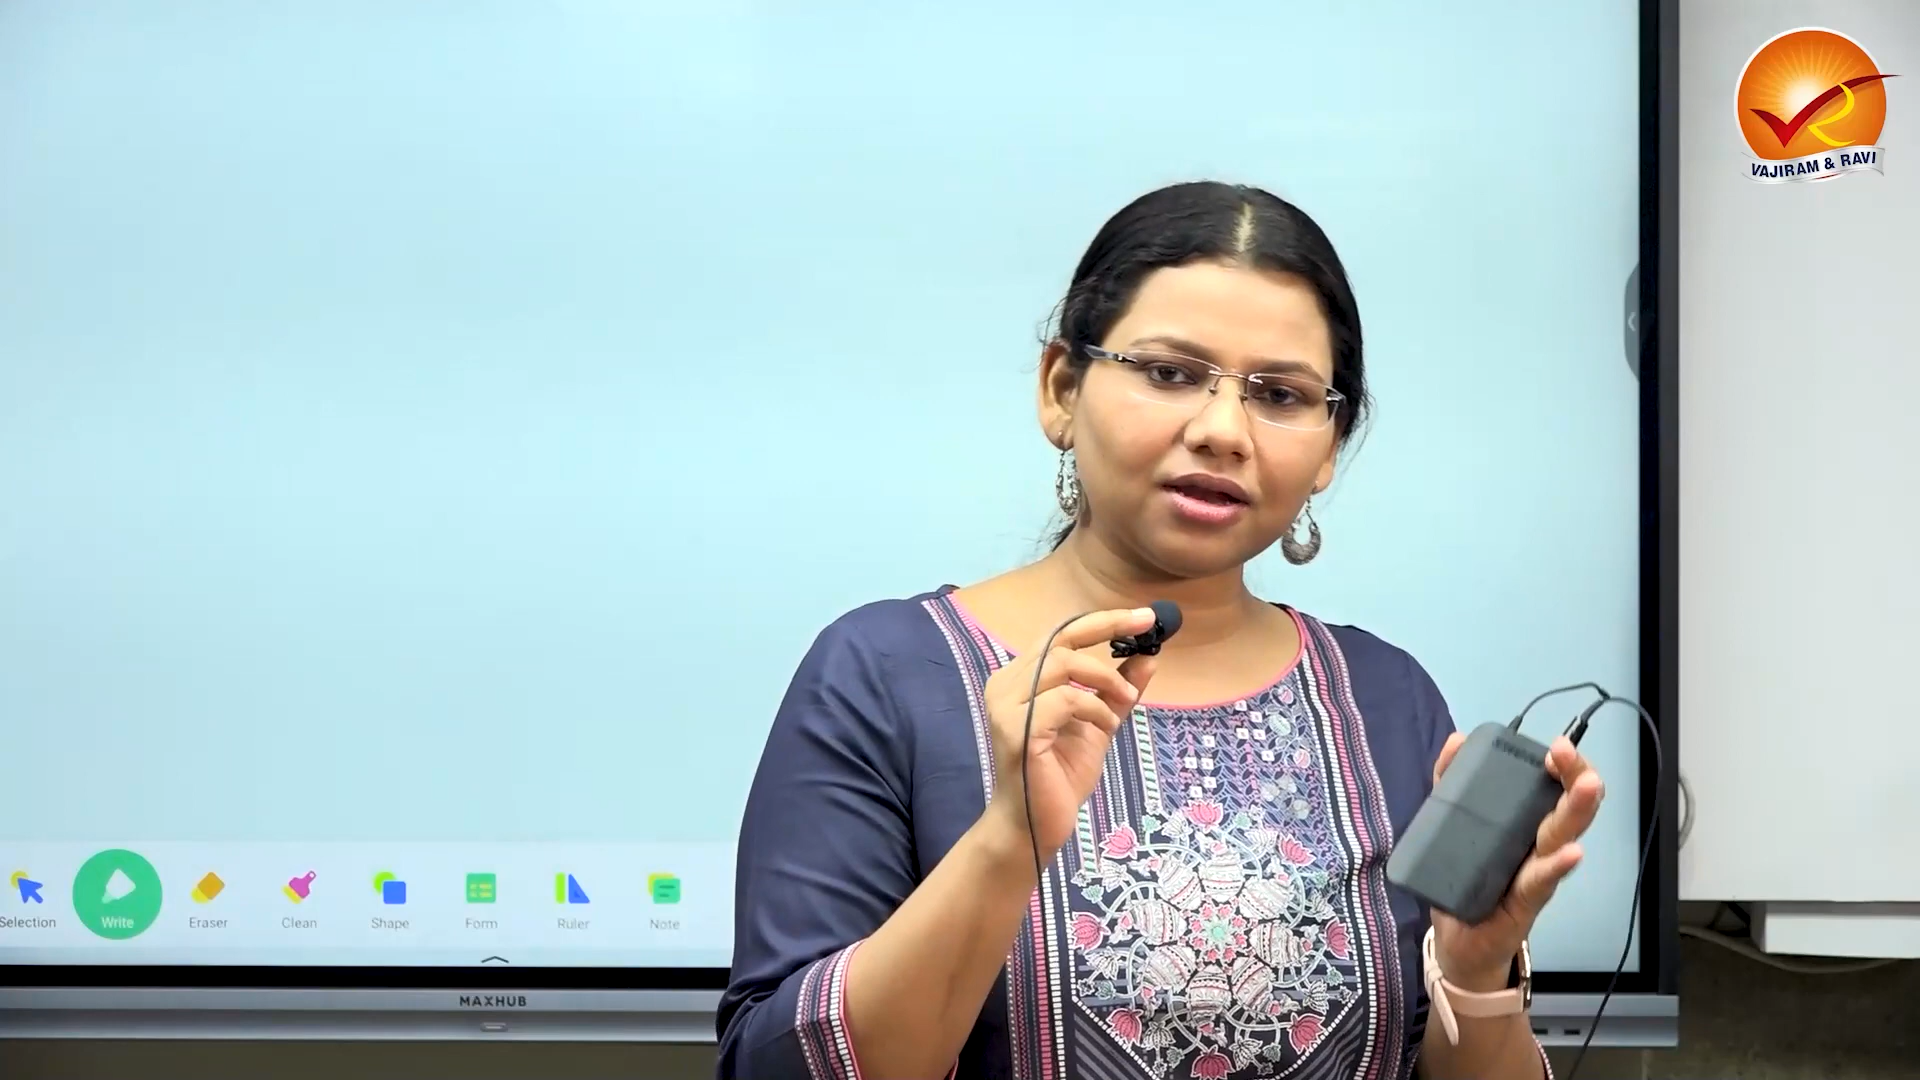 VAJIRAM & RAVI
Selection
Write
Eraser
Clean
Shape
Form
Ruler
Note
MAXHUB